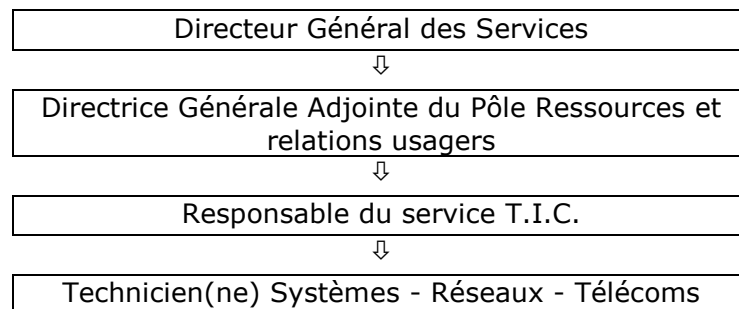 Directeur Général des Services
⇩
Directrice Générale Adjointe du Pôle Ressources et
relations usagers
⇩
Responsable du service T.I.C.
⇩
Technicien(ne) Systèmes - Réseaux - Télécoms